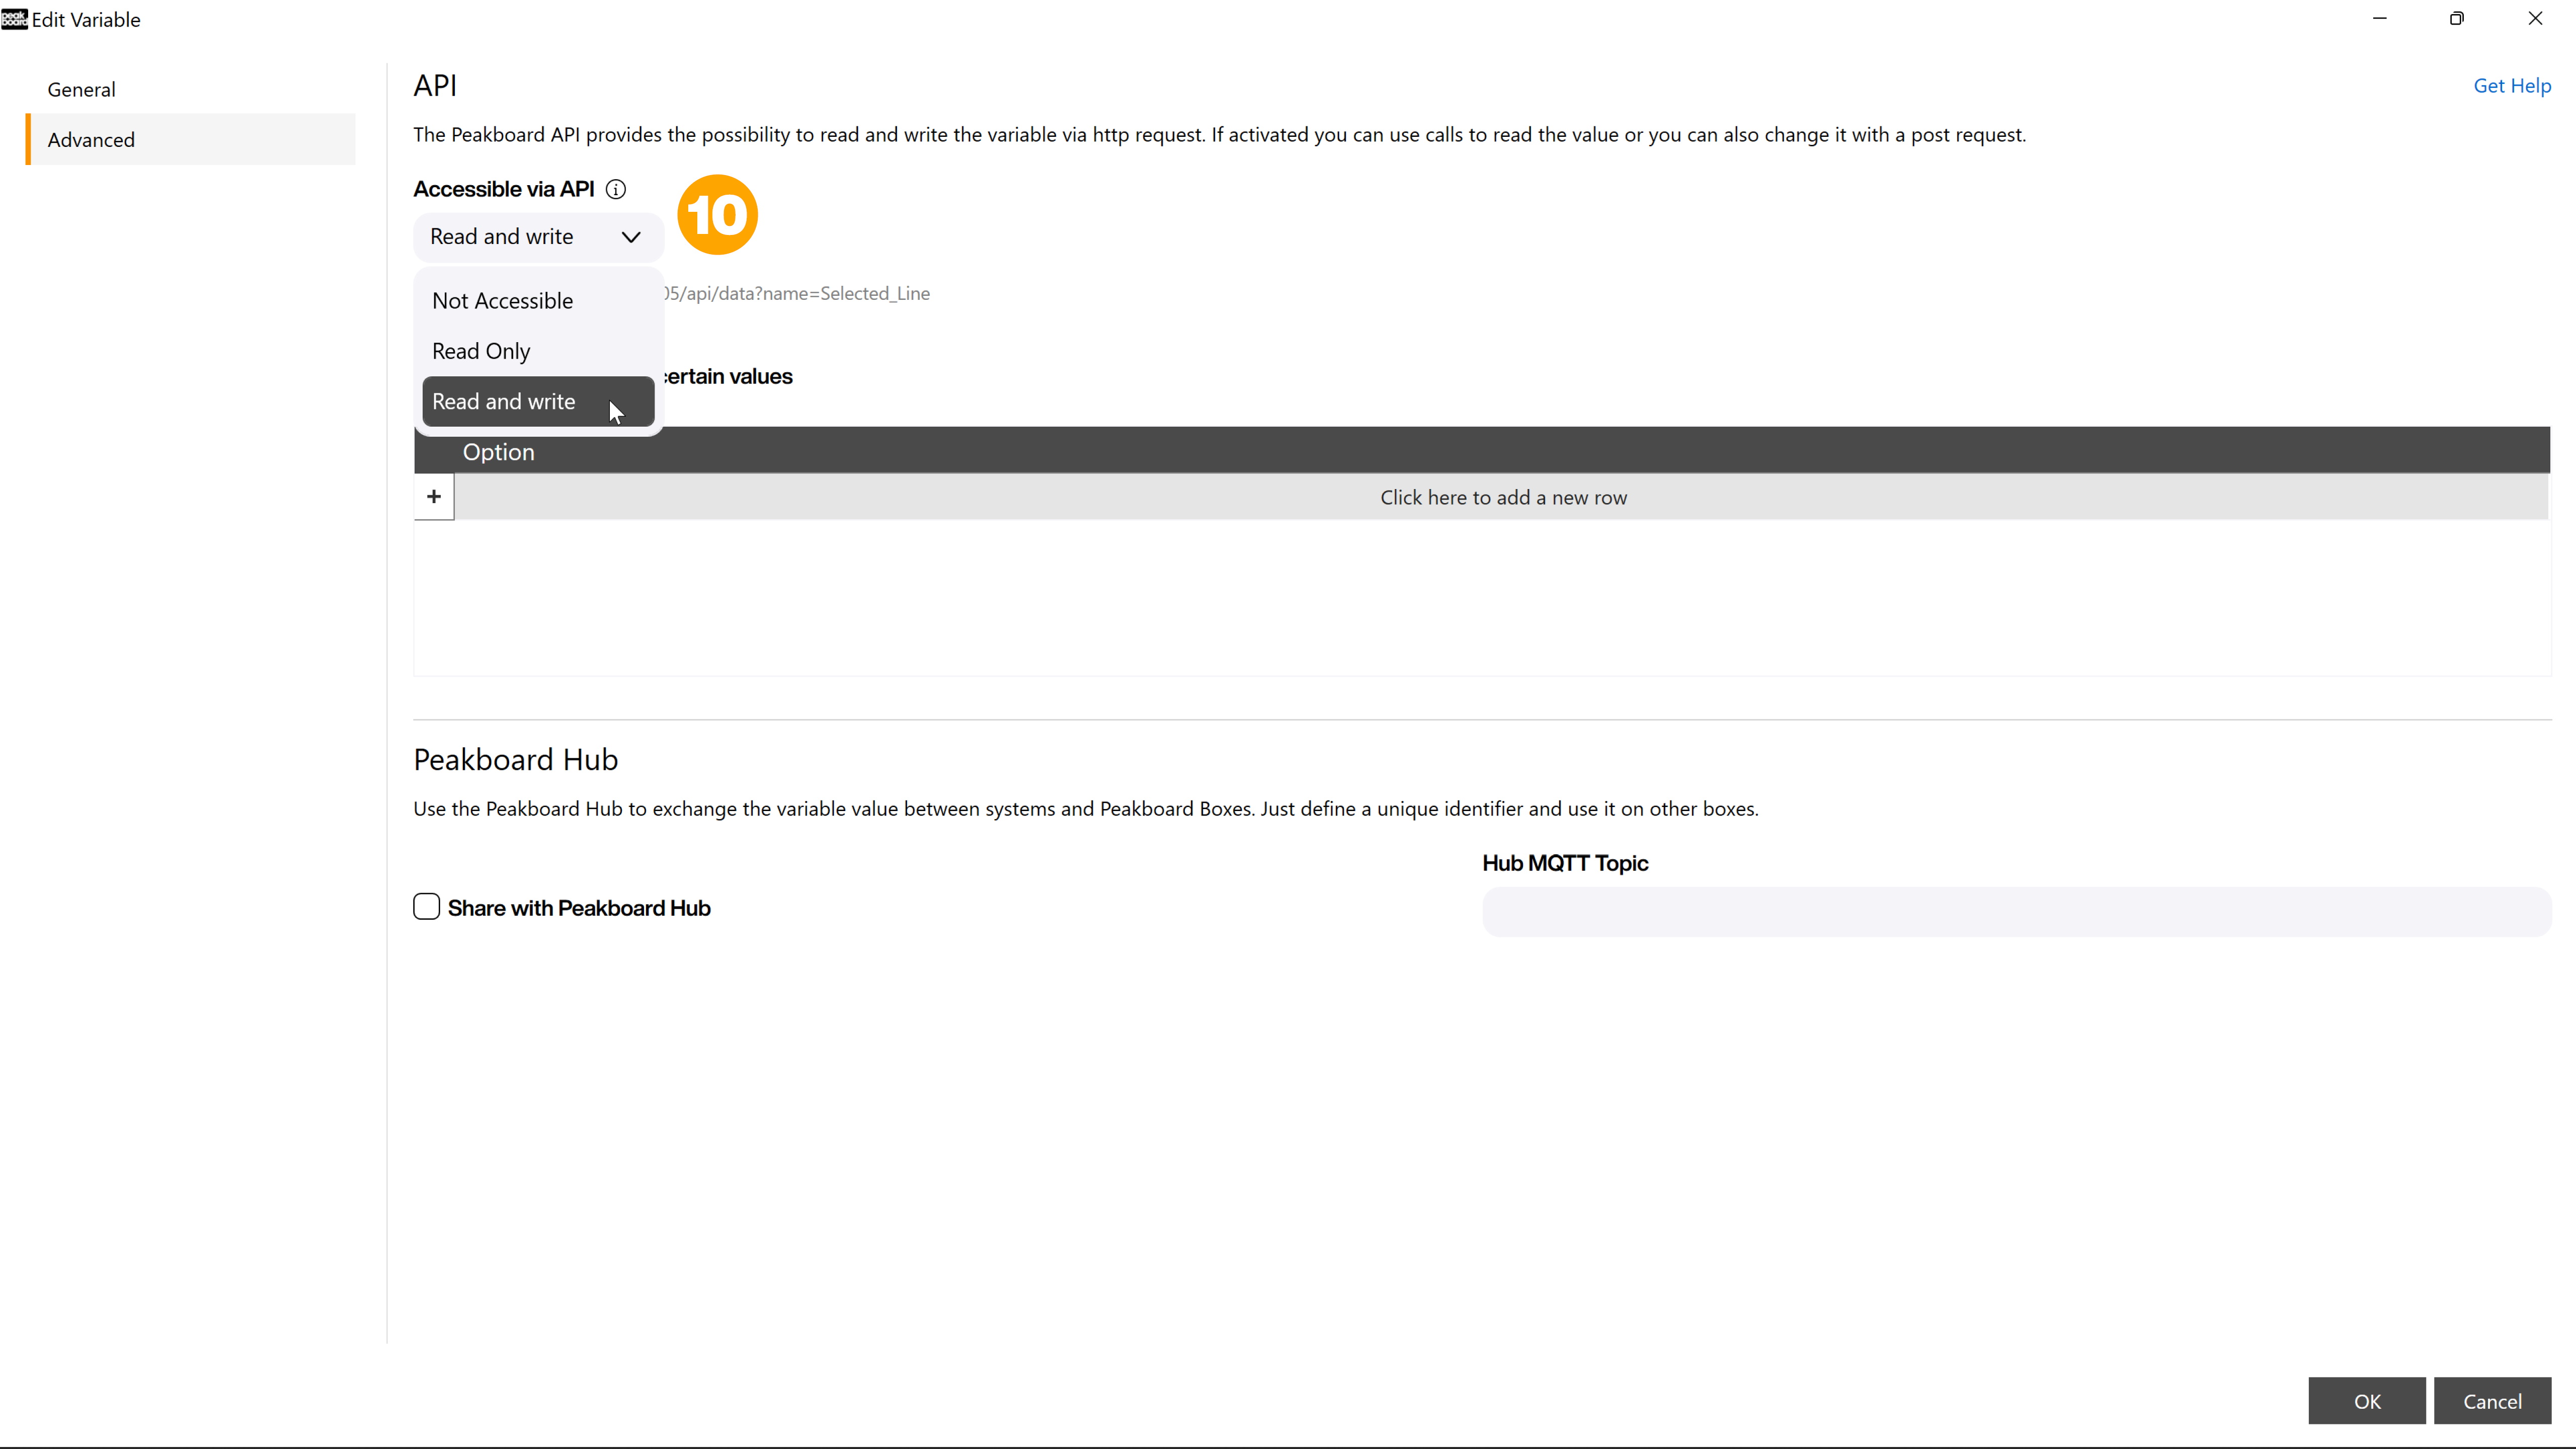 peak board Edit Variable
General
Advanced
API
Get Help
The Peakboard API provides the possibility to read and write the variable via http request. If activated you can use calls to read the value or you can also change it with a post request.
Accessible via API
10
Read and write
Not Accessible
05/api/data?name=Selected_Line
Read Only
certain values
Read and write
Option
+ Click here to add a new row
Peakboard Hub
Use the Peakboard Hub to exchange the variable value between systems and Peakboard Boxes. Just define a unique identifier and use it on other boxes.
Hub MQTT Topic
Share with Peakboard Hub
OK
Cancel